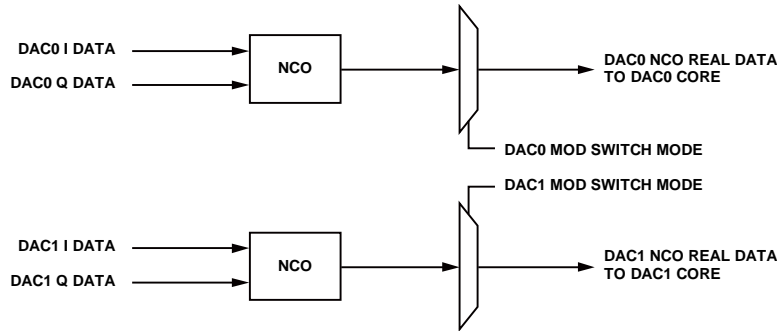 DAC0 I DATA
DAC0 Q DATA
NCO
DAC0 NCO REAL DATA
TO DAC0 CORE
DAC0 MOD SWITCH MODE
DAC1 MOD SWITCH MODE
DAC1 I DATA
DAC1 Q DATA
NCO
DAC1 NCO REAL DATA
TO DAC1 CORE